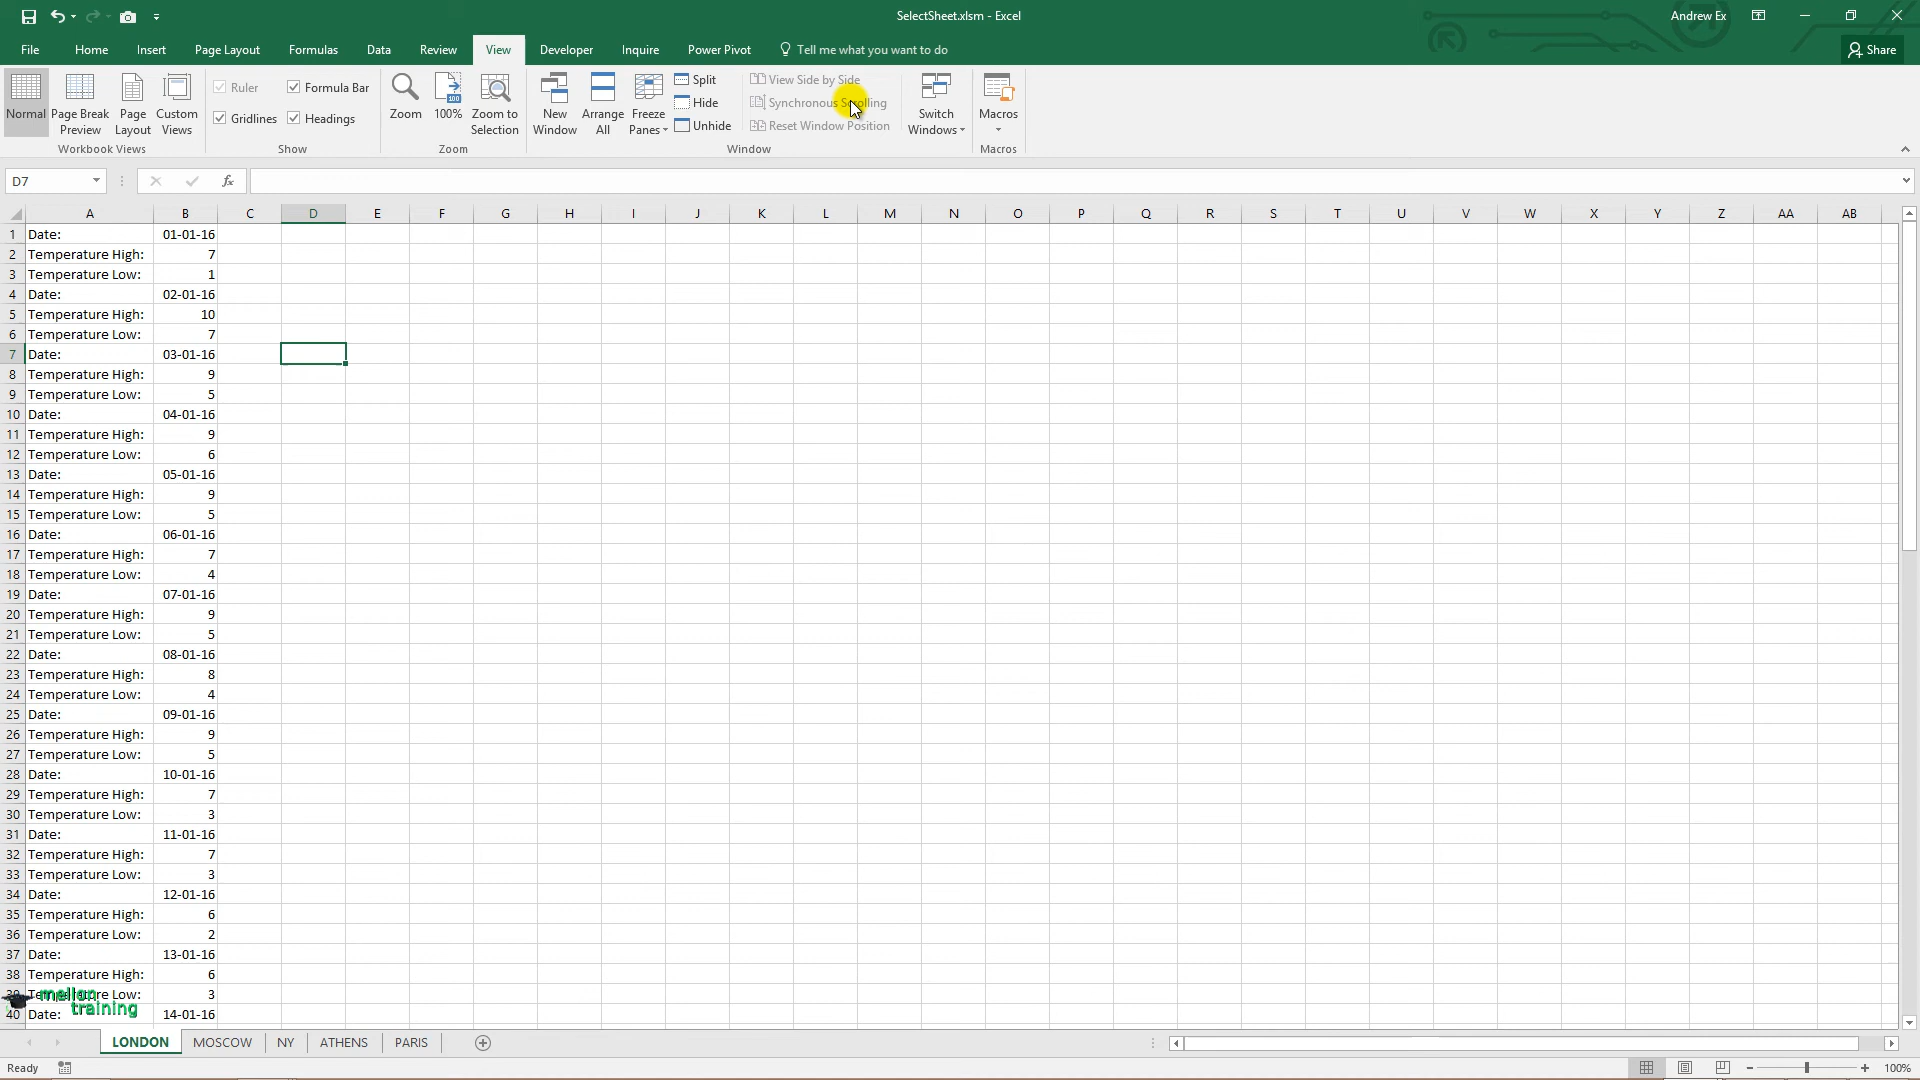 SelectSheet.xlsm - Excel
Andrew Ex
File Home Insert Page Layout Formulas Data Review View Developer Inquire Power Pivot Tell me what you want to do Share
Normal
Page Break Preview
Page Layout
Custom Views
Workbook Views
Ruler
Formula Bar
Gridlines
Headings
Show
Zoom
100%
Zoom to Selection
Zoom
New Window
Arrange All
Freeze Panes
Split
Hide
Unhide
View Side by Side
Synchronous Scrolling
Reset Window Position
Window
Switch Windows
Macros
Macros
D7
fx
A B C D E F G H I J K L M N O P Q R S T U V W X Y Z AA AB
1 Date: 01-01-16
2 Temperature High: 7
3 Temperature Low: 1
4 Date: 02-01-16
5 Temperature High: 10
6 Temperature Low: 7
7 Date: 03-01-16
8 Temperature High: 9
9 Temperature Low: 5
10 Date: 04-01-16
11 Temperature High: 9
12 Temperature Low: 6
13 Date: 05-01-16
14 Temperature High: 9
15 Temperature Low: 5
16 Date: 06-01-16
17 Temperature High: 7
18 Temperature Low: 4
19 Date: 07-01-16
20 Temperature High: 9
21 Temperature Low: 5
22 Date: 08-01-16
23 Temperature High: 8
24 Temperature Low: 4
25 Date: 09-01-16
26 Temperature High: 9
27 Temperature Low: 5
28 Date: 10-01-16
29 Temperature High: 7
30 Temperature Low: 3
31 Date: 11-01-16
32 Temperature High: 7
33 Temperature Low: 3
34 Date: 12-01-16
35 Temperature High: 6
36 Temperature Low: 2
37 Date: 13-01-16
38 Temperature High: 6
39 Temperature Low: 3
mellon
training
40 Date: 14-01-16
LONDON MOSCOW NY ATHENS PARIS
Ready
100%